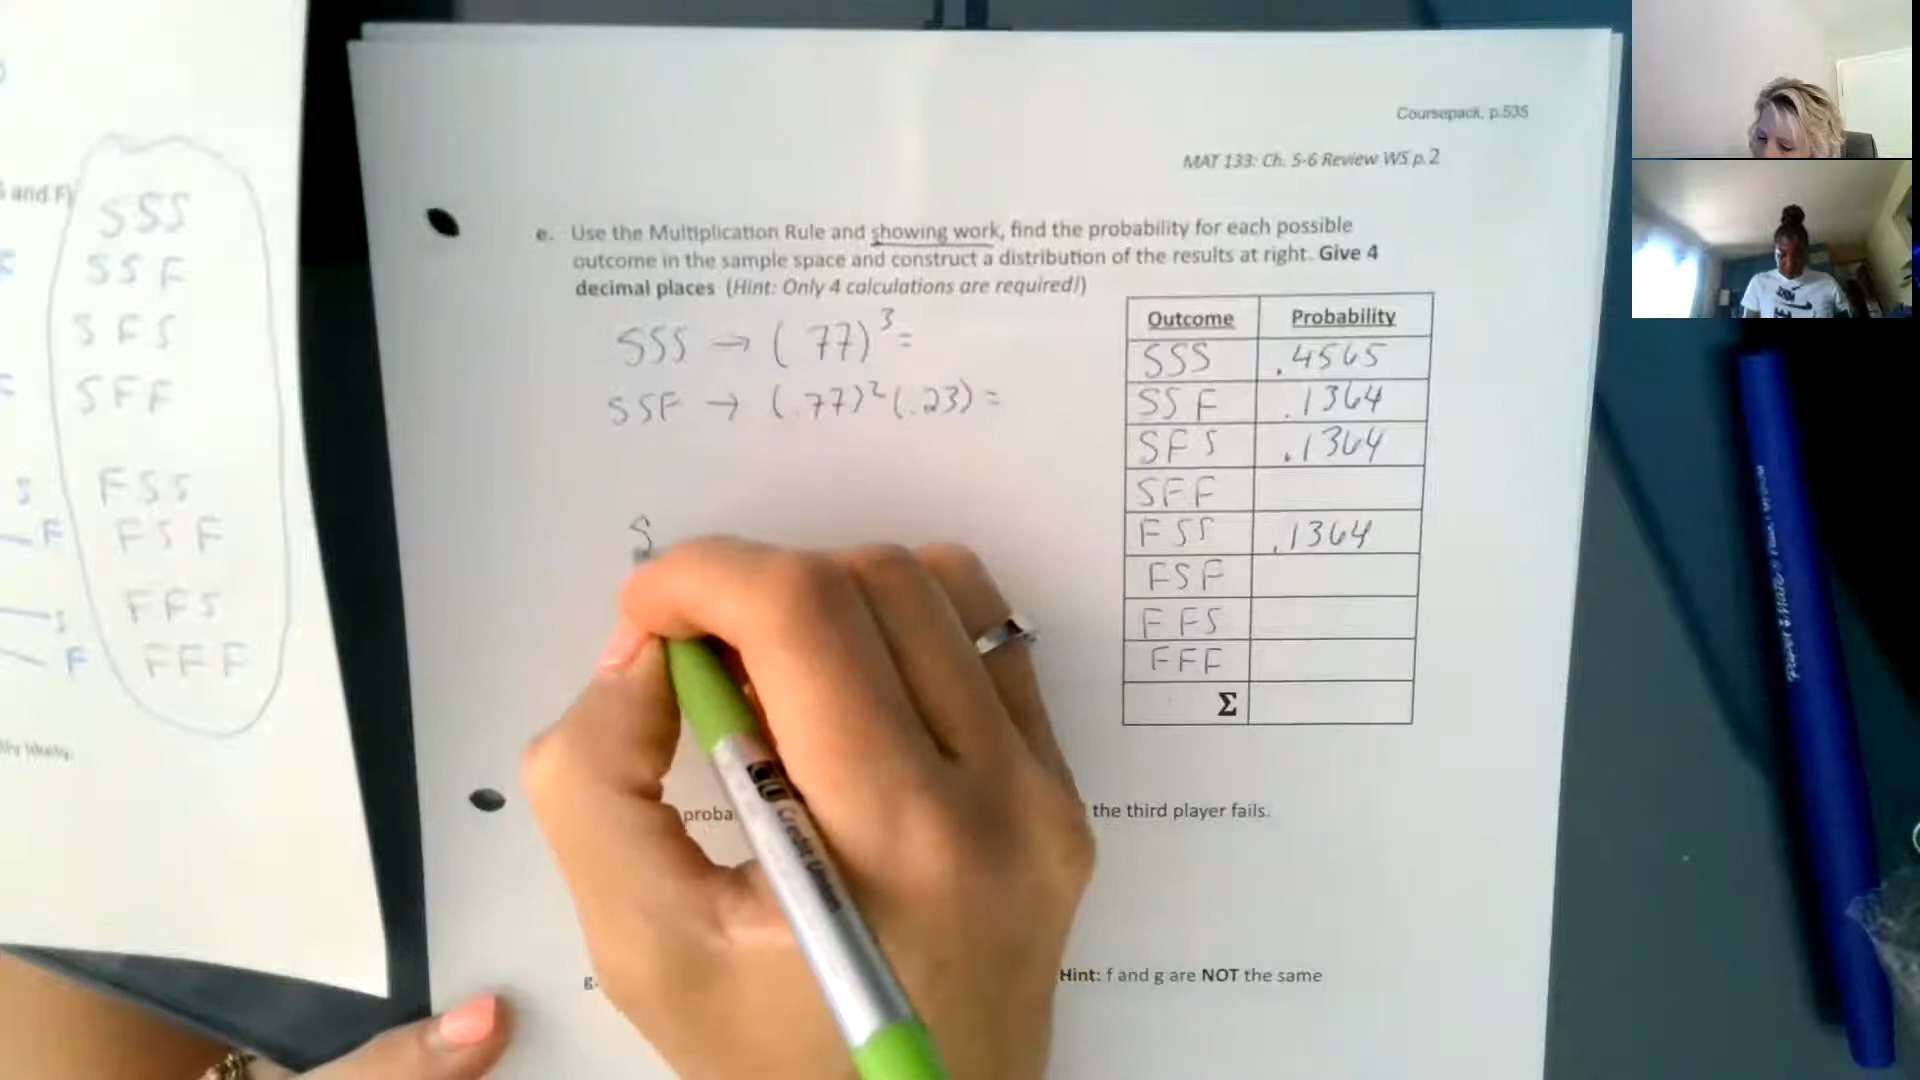 and F)
SSS
SSF
SFS
SFF
FSS
S
F
FSF
S
FFS
F
FFF
Coursepack, p.535
MAT 133: Ch. 5-6 Review WS p.2
e. Use the Multiplication Rule and showing work, find the probability for each possible
outcome in the sample space and construct a distribution of the results at right. Give 4
decimal places (Hint: Only 4 calculations are required!)
SSS → (.77)³=
SSF → (.77)²(.23)=
S
Outcome Probability
SSS .4565
SSF .1364
SFS .1364
SFF
FSS .1364
FSF
FFS
FFF
Σ
proba
the third player fails.
g.
Hint: f and g are NOT the same
Credit Union